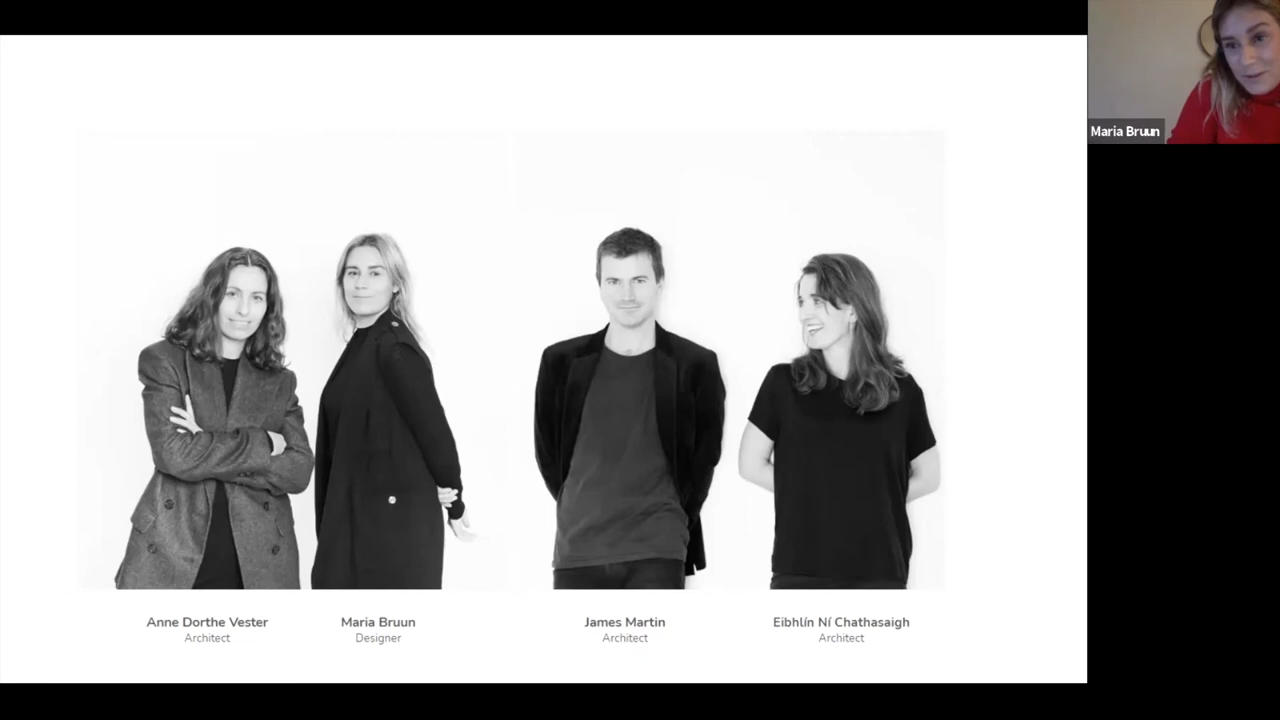 Maria Bruun
Anne Dorthe Vester
Architect
Maria Bruun
Designer
James Martin
Architect
Eibhlín Ní Chathasaigh
Architect